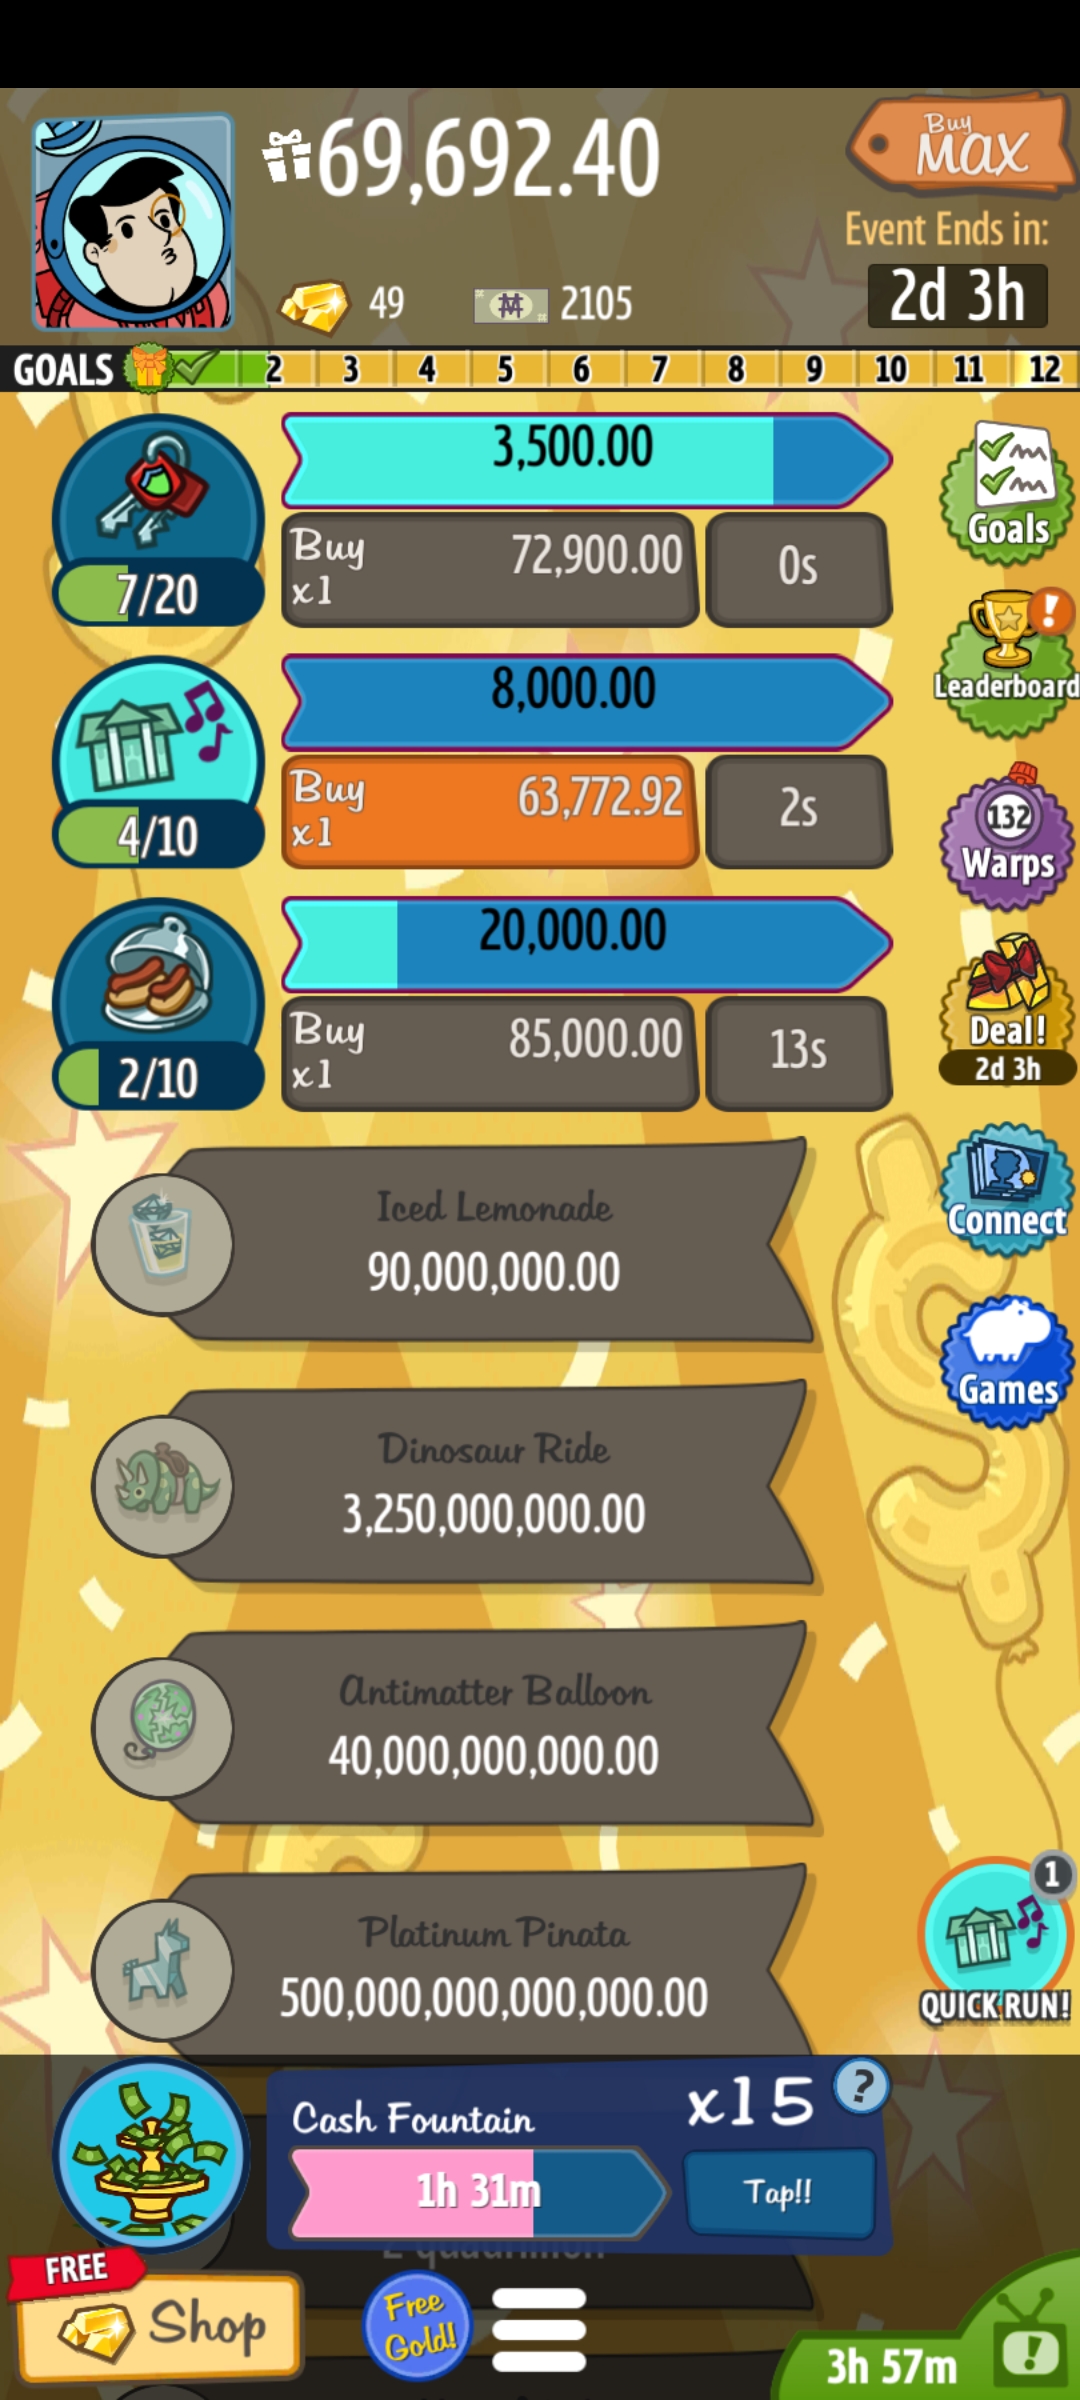 69,692.40
Buy
MAX
49
2105
Event Ends in:
2d 3h
GOALS 2 3 4 5 6 7 8 9 10 11 12
3,500.00
Buy
x1
72,900.00
0s
7/20
Goals
8,000.00
Buy
x1
63,772.92
2s
4/10
Leaderboard
132
Warps
20,000.00
Buy
x1
85,000.00
13s
2/10
Deal!
2d 3h
Iced Lemonade
90,000,000.00
Connect
Games
Dinosaur Ride
3,250,000,000.00
Antimatter Balloon
40,000,000,000.00
Platinum Pinata
500,000,000,000,000.00
1
QUICK RUN!
Cash Fountain
x15
?
1h 31m
Tap!!
FREE
Shop
Free
Gold!
3h 57m